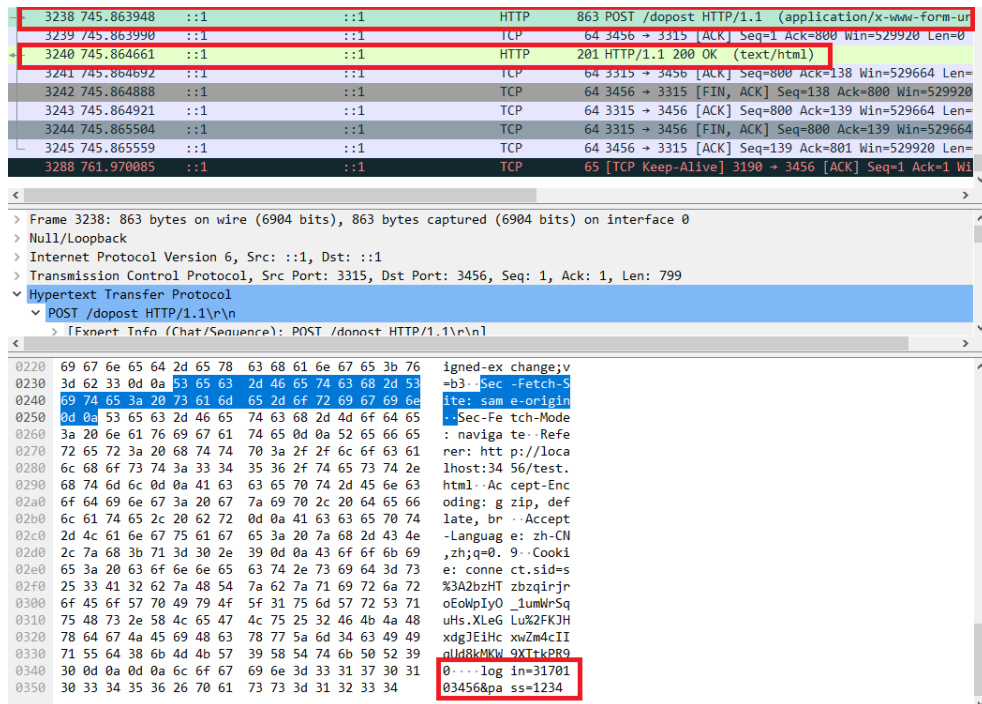 3238 745.863948 ::1 ::1 HTTP 863 POST /dopost HTTP/1.1 (application/x-www-form-ur
3239 745.863990 ::1 ::1 TCP 64 3456 → 3315 [ACK] Seq=1 Ack=800 Win=529920 Len=0
3240 745.864661 ::1 ::1 HTTP 201 HTTP/1.1 200 OK (text/html)
3241 745.864692 ::1 ::1 TCP 64 3315 → 3456 [ACK] Seq=800 Ack=138 Win=529664 Len=
3242 745.864888 ::1 ::1 TCP 64 3456 → 3315 [FIN, ACK] Seq=138 Ack=800 Win=529920
3243 745.864921 ::1 ::1 TCP 64 3315 → 3456 [ACK] Seq=800 Ack=139 Win=529664 Len=
3244 745.865504 ::1 ::1 TCP 64 3315 → 3456 [FIN, ACK] Seq=800 Ack=139 Win=529664
3245 745.865559 ::1 ::1 TCP 64 3456 → 3315 [ACK] Seq=139 Ack=801 Win=529920 Len=
3288 761.970085 ::1 ::1 TCP 65 [TCP Keep-Alive] 3190 → 3456 [ACK] Seq=1 Ack=1 Wi
> Frame 3238: 863 bytes on wire (6904 bits), 863 bytes captured (6904 bits) on interface 0
> Null/Loopback
> Internet Protocol Version 6, Src: ::1, Dst: ::1
> Transmission Control Protocol, Src Port: 3315, Dst Port: 3456, Seq: 1, Ack: 1, Len: 799
Hypertext Transfer Protocol
POST /dopost HTTP/1.1\r\n
> [Expert Info (Chat/Sequence): POST /dopost HTTP/1.1\r\n]
0220 69 67 6e 65 64 2d 65 78 63 68 61 6e 67 65 3b 76 igned-ex change;v
0230 3d 62 33 0d 0a 53 65 63 2d 46 65 74 63 68 2d 53 =b3··Sec -Fetch-S
0240 69 74 65 3a 20 73 61 6d 65 2d 6f 72 69 67 69 6e ite: sam e-origin
0250 0d 0a 53 65 63 2d 46 65 74 63 68 2d 4d 6f 64 65 ··Sec-Fe tch-Mode
0260 3a 20 6e 61 76 69 67 61 74 65 0d 0a 52 65 66 65 : naviga te··Refe
0270 72 65 72 3a 20 68 74 74 70 3a 2f 2f 6c 6f 63 61 rer: htt p://loca
0280 6c 68 6f 73 74 3a 33 34 35 36 2f 74 65 73 74 2e lhost:34 56/test.
0290 68 74 6d 6c 0d 0a 41 63 63 65 70 74 2d 45 6e 63 html··Ac cept-Enc
02a0 6f 64 69 6e 67 3a 20 67 7a 69 70 2c 20 64 65 66 oding: g zip, def
02b0 6c 61 74 65 2c 20 62 72 0d 0a 41 63 63 65 70 74 late, br ··Accept
02c0 2d 4c 61 6e 67 75 61 67 65 3a 20 7a 68 2d 43 4e -Languag e: zh-CN
02d0 2c 7a 68 3b 71 3d 30 2e 39 0d 0a 43 6f 6f 6b 69 ,zh;q=0. 9··Cooki
02e0 65 3a 20 63 6f 6e 6e 65 63 74 2e 73 69 64 3d 73 e: conne ct.sid=s
02f0 25 33 41 32 62 7a 48 54 7a 62 7a 71 69 72 6a 72 %3A2bzHT zbzqirjr
0300 6f 45 6f 57 70 49 79 4f 5f 31 75 6d 57 72 53 71 oEoWpIyO _1umWrSq
0310 75 48 73 2e 58 4c 65 47 4c 75 25 32 46 4b 4a 48 uHs.XLeG Lu%2FKJH
0320 78 64 67 4a 45 69 48 63 78 77 5a 6d 34 63 49 49 xdgJEiHc xwZm4cII
0330 71 55 64 38 6b 4d 4b 57 39 58 54 74 6b 50 52 39 qUd8kMKW 9XTtkPR9
0340 30 0d 0a 0d 0a 6c 6f 67 69 6e 3d 33 31 37 30 31 0····log in=31701
0350 30 33 34 35 36 26 70 61 73 73 3d 31 32 33 34 03456&pa ss=1234